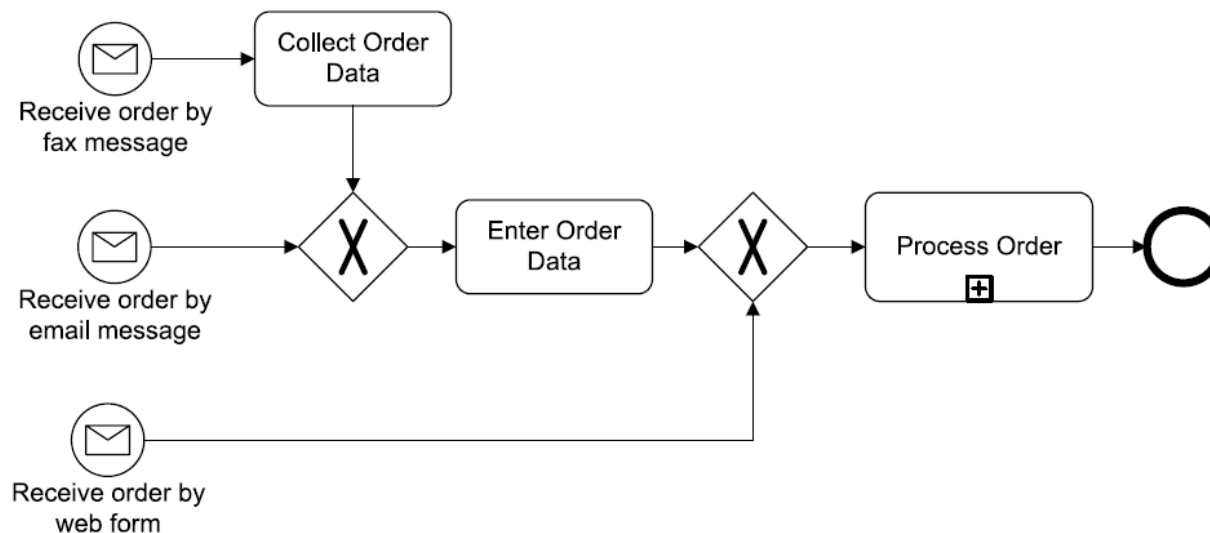 Collect Order
Data
Receive order by
fax message
Enter Order
Data
Process Order
Receive order by
email message
Receive order by
web form